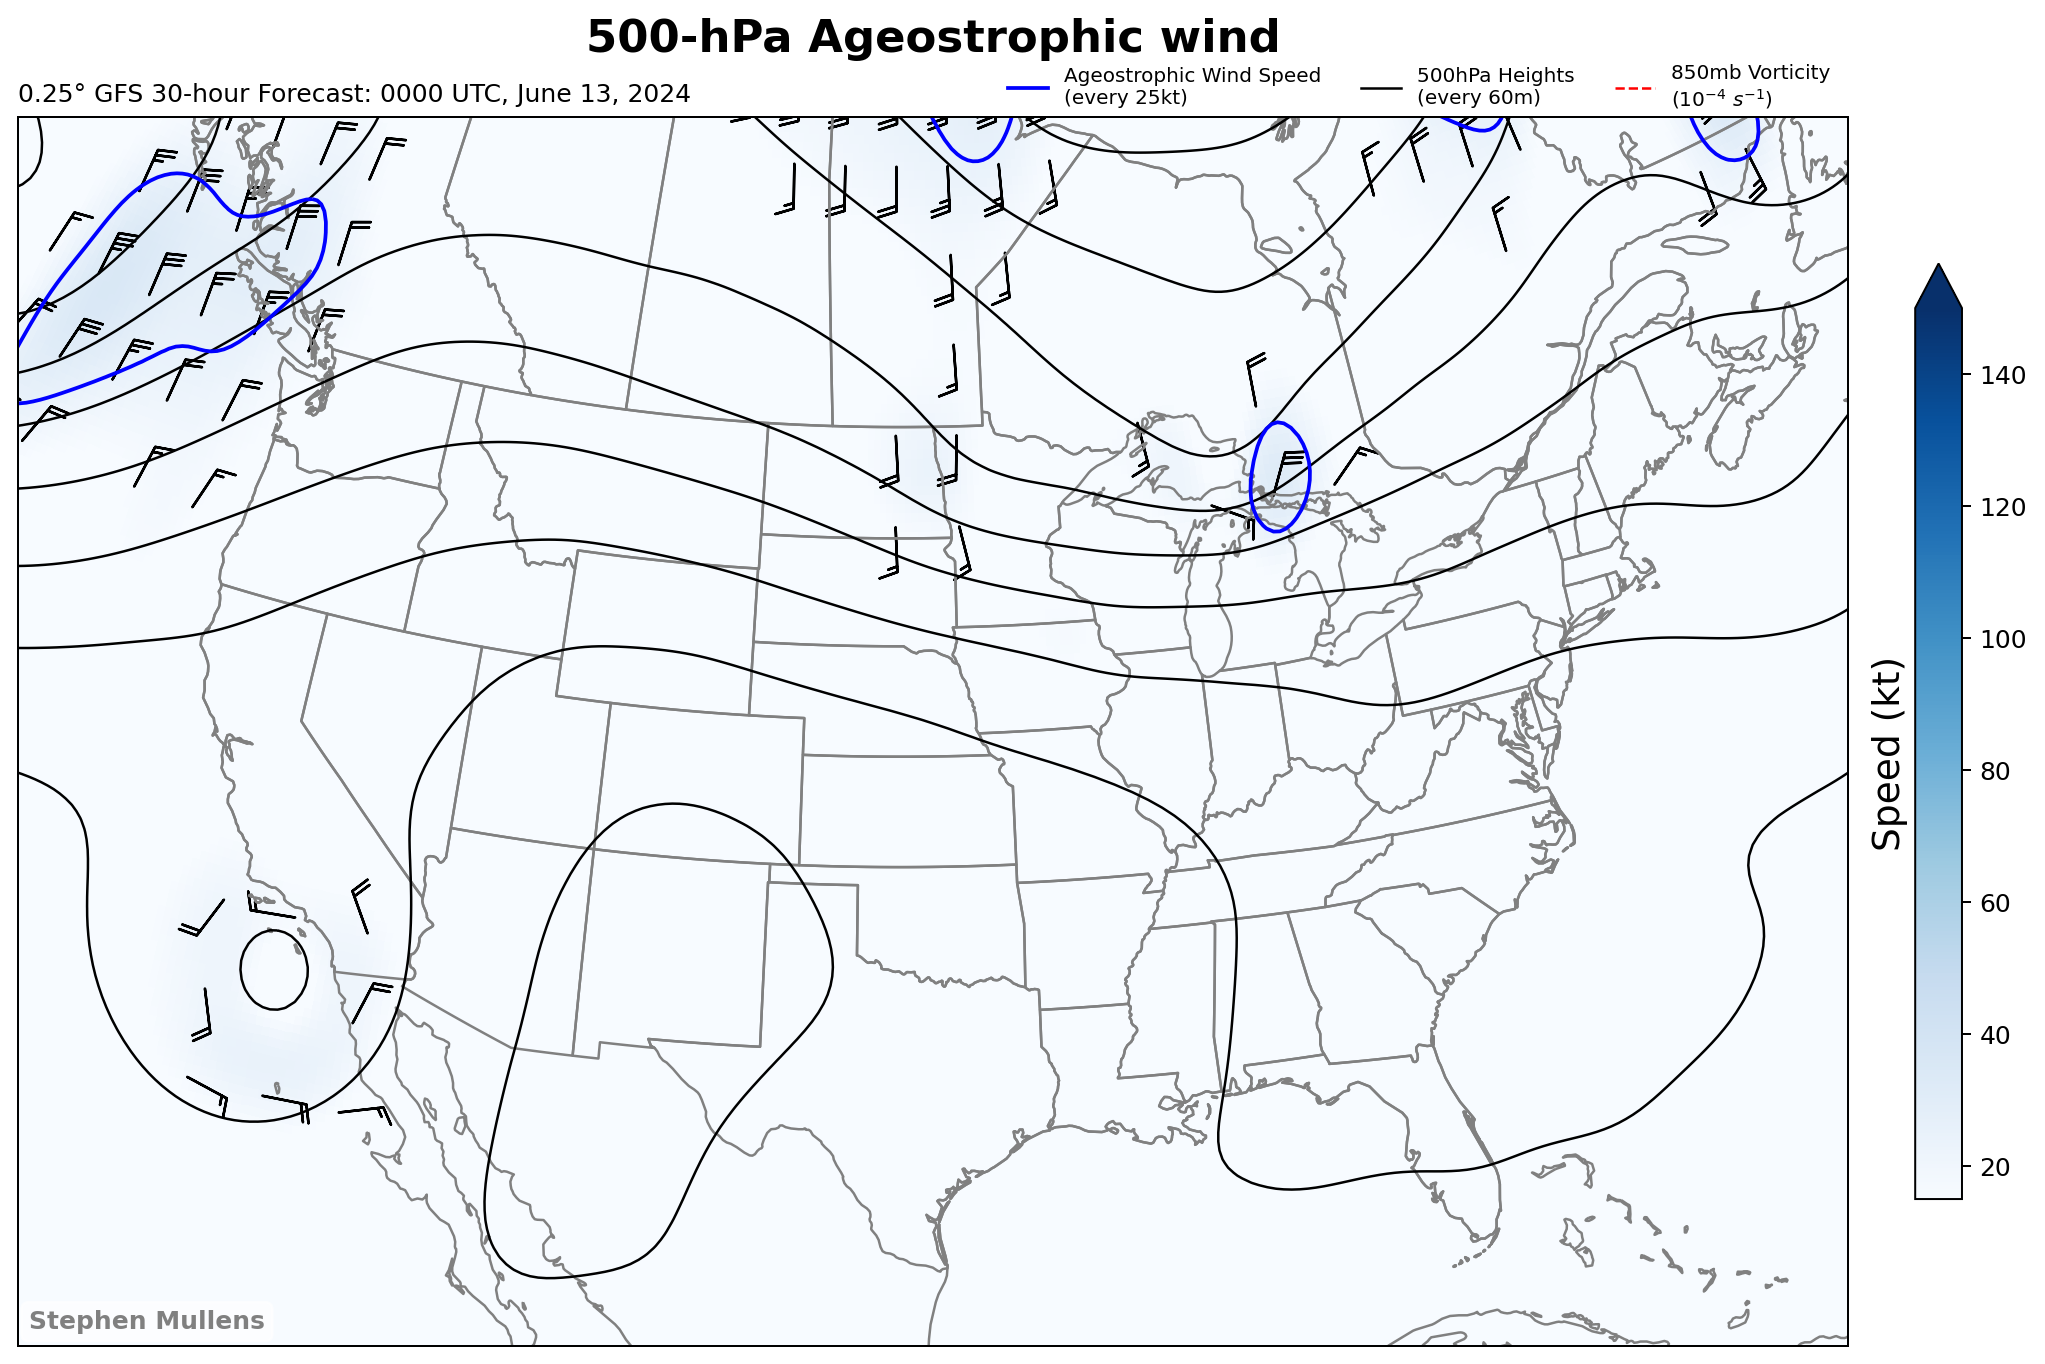 500-hPa Ageostrophic wind
0.25° GFS 30-hour Forecast: 0000 UTC, June 13, 2024
Ageostrophic Wind Speed
(every 25kt)
500hPa Heights
(every 60m)
850mb Vorticity
(10⁻⁴ s⁻¹)
140
120
100
80
60
40
20
Speed (kt)
Stephen Mullens